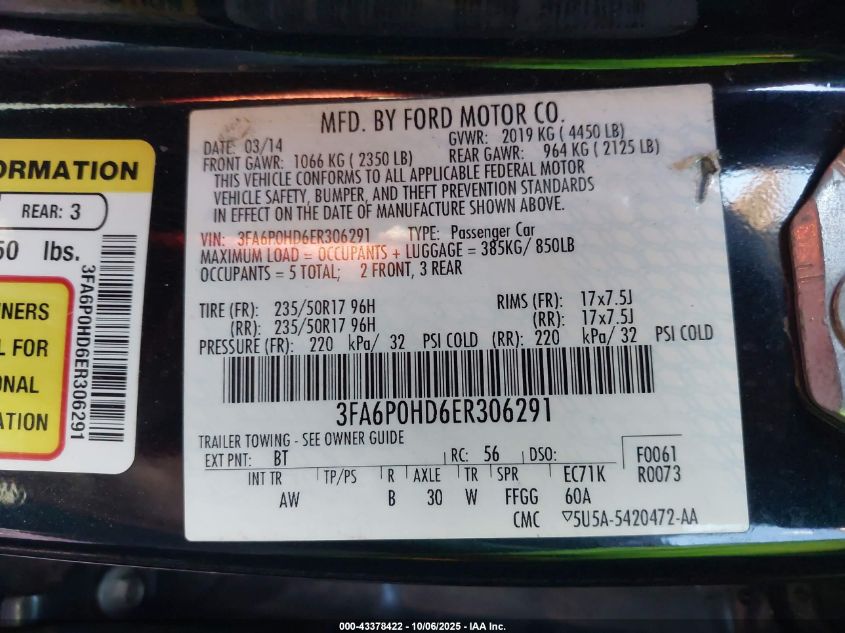 ORMATION
REAR: 3
50 lbs.
NERS
L FOR
ONAL
ATION
3FA6P0HD6ER306291
MFD. BY FORD MOTOR CO.
DATE: 03/14 GVWR: 2019 KG ( 4450 LB)
FRONT GAWR: 1066 KG ( 2350 LB) REAR GAWR: 964 KG ( 2125 LB)
THIS VEHICLE CONFORMS TO ALL APPLICABLE FEDERAL MOTOR
VEHICLE SAFETY, BUMPER, AND THEFT PREVENTION STANDARDS
IN EFFECT ON THE DATE OF MANUFACTURE SHOWN ABOVE.
VIN: 3FA6P0HD6ER306291 TYPE: Passenger Car
MAXIMUM LOAD = OCCUPANTS + LUGGAGE = 385KG/ 850LB
OCCUPANTS = 5 TOTAL; 2 FRONT, 3 REAR
TIRE (FR): 235/50R17 96H RIMS (FR): 17x7.5J
(RR): 235/50R17 96H (RR): 17x7.5J
PRESSURE (FR): 220 kPa/ 32 PSI COLD (RR): 220 kPa/ 32 PSI COLD
3FA6P0HD6ER306291
TRAILER TOWING - SEE OWNER GUIDE
EXT PNT: BT RC: 56 DSO: F0061
INT TR TP/PS R AXLE TR SPR EC71K R0073
AW B 30 W FFGG 60A
CMC ▽5U5A-5420472-AA
000-43378422 - 10/06/2025 - IAA Inc.